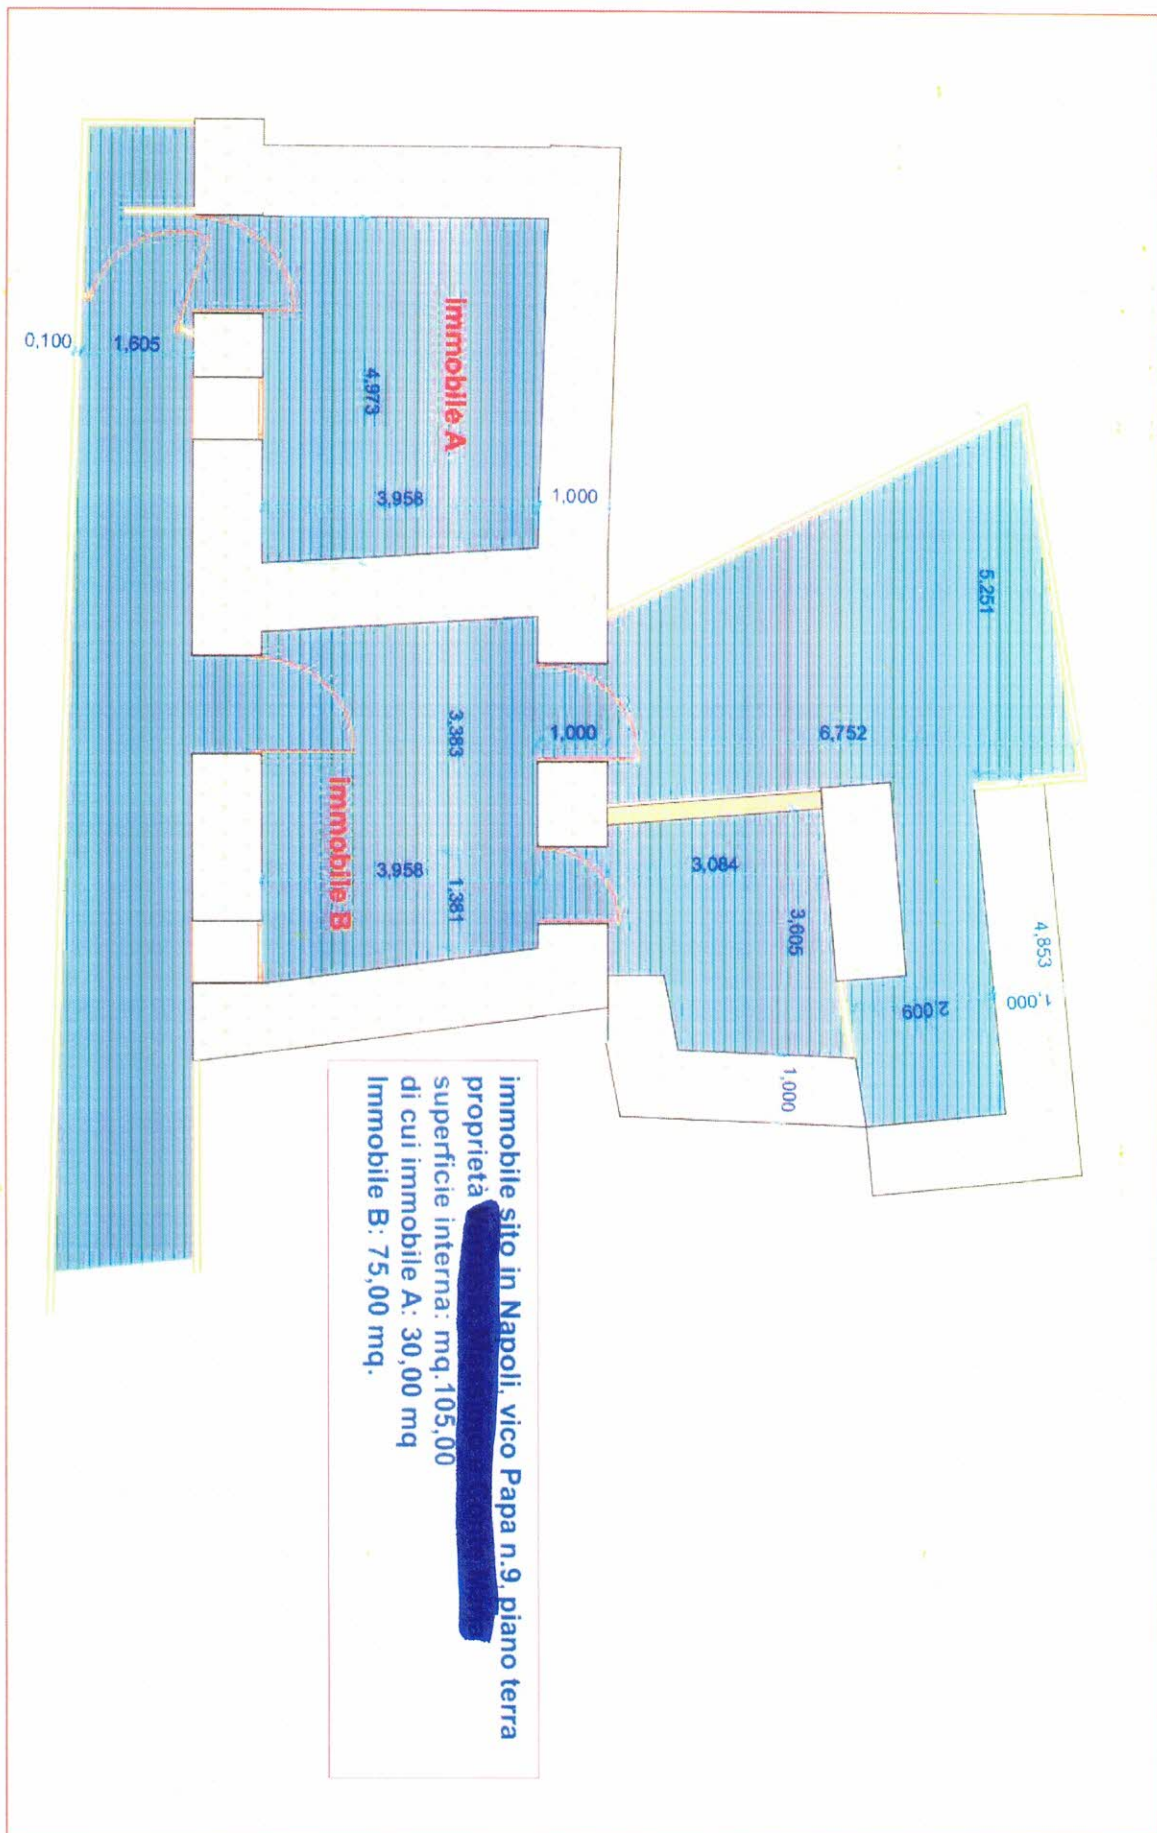 0,100
1,605
immobile A
4,973
3,958
1,000
5.251
6,752
3,383
1,000
immobile B
3,958
1,381
3,084
3,605
2,009
4,853
1,000
1,000
immobile sito in Napoli, vico Papa n.9, piano terra
proprietà
superficie interna: mq.105,00
di cui immobile A: 30,00 mq
Immobile B: 75,00 mq.